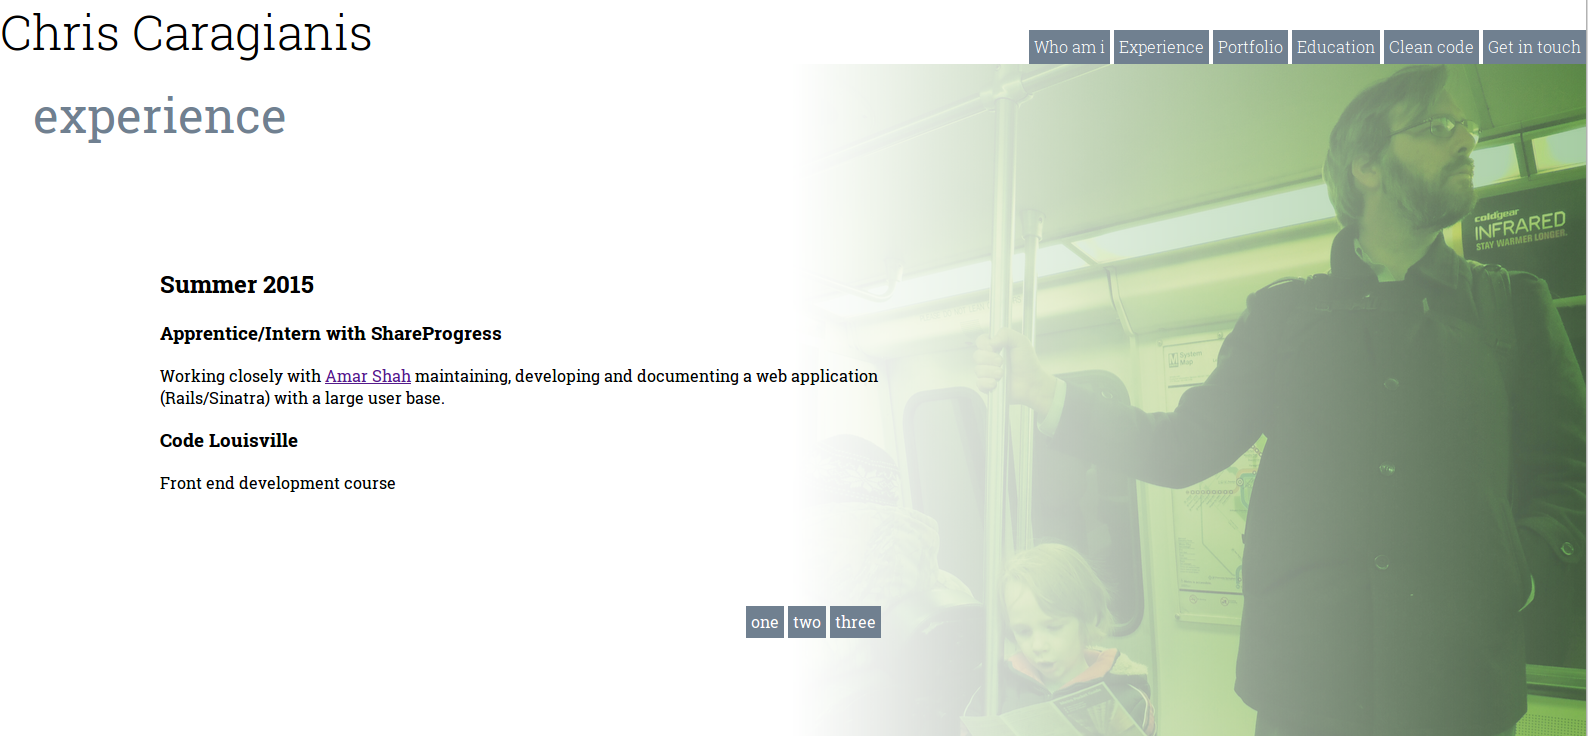 Chris Caragianis
Who am i
Experience
Portfolio
Education
Clean code
Get in touch
experience
Summer 2015
Apprentice/Intern with ShareProgress
Working closely with Amar Shah maintaining, developing and documenting a web application
(Rails/Sinatra) with a large user base.
Code Louisville
Front end development course
one
two
three
coldgear
INFRARED
STAY WARMER LONGER.
System
Map